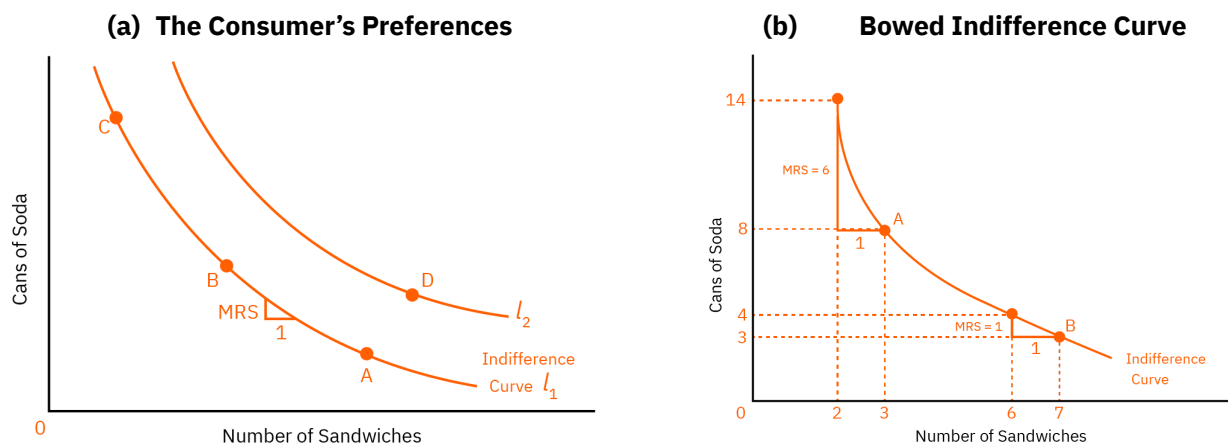 (a) The Consumer’s Preferences
Cans of Soda
C
B
MRS
1
A
D
l2
Indifference
Curve l1
0
Number of Sandwiches
(b) Bowed Indifference Curve
Cans of Soda
14
MRS = 6
8
A
1
4
MRS = 1
B
3
1
Indifference
Curve
0
2
3
6
7
Number of Sandwiches